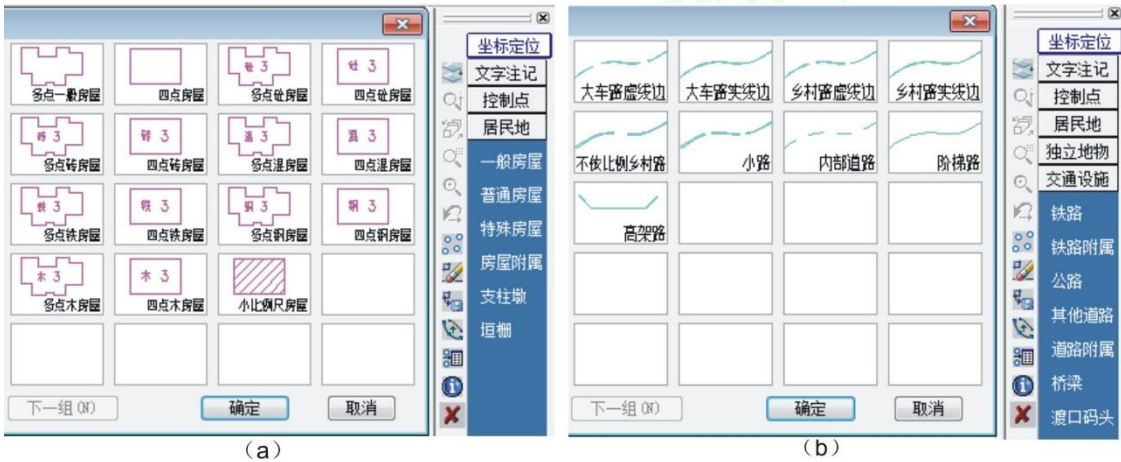 坐标定位
文字注记
控制点
居民地
一般房屋
普通房屋
特殊房屋
房屋附属
支柱墩
垣栅
多点一般房屋
四点房屋
砼 3
多点砼房屋
砼 3
四点砼房屋
砖 3
多点砖房屋
砖 3
四点砖房屋
混 3
多点混房屋
混 3
四点混房屋
铁 3
多点铁房屋
铁 3
四点铁房屋
钢 3
多点钢房屋
钢 3
四点钢房屋
木 3
多点木房屋
木 3
四点木房屋
小比例尺房屋
下一组(N)
确定
取消
(a)
坐标定位
文字注记
控制点
居民地
独立地物
交通设施
铁路
铁路附属
公路
其他道路
道路附属
桥梁
渡口码头
大车路虚线边
大车路实线边
乡村路虚线边
乡村路实线边
不依比例乡村路
小路
内部道路
阶梯路
高架路
下一组(N)
确定
取消
(b)